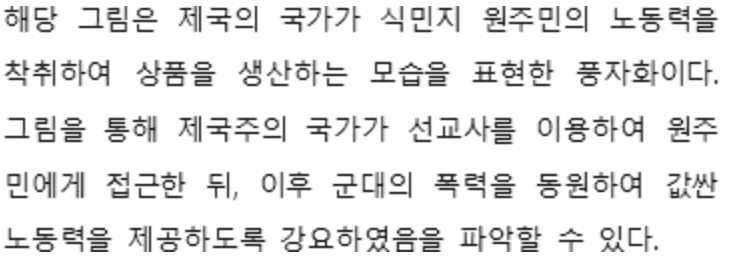 해당 그림은 제국의 국가가 식민지 원주민의 노동력을
착취하여 상품을 생산하는 모습을 표현한 풍자화이다.
그림을 통해 제국주의 국가가 선교사를 이용하여 원주
민에게 접근한 뒤, 이후 군대의 폭력을 동원하여 값싼
노동력을 제공하도록 강요하였음을 파악할 수 있다.